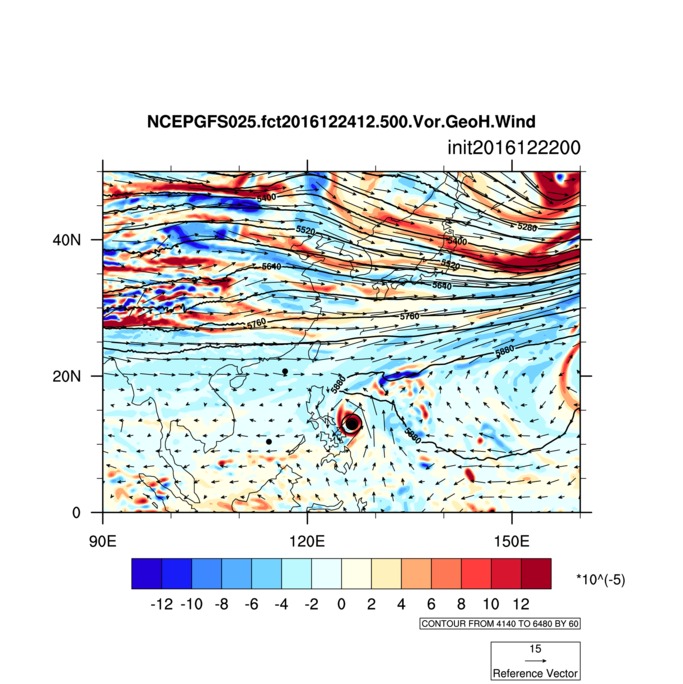 NCEPGFS025.fct2016122412.500.Vor.GeoH.Wind
init2016122200
5400
5280
5520
5400
40N
5520
5640
5640
5760
5760
5880
20N
5880
5880
0
90E 120E 150E
-12 -10 -8 -6 -4 -2 0 2 4 6 8 10 12
*10^(-5)
CONTOUR FROM 4140 TO 6480 BY 60
15
Reference Vector